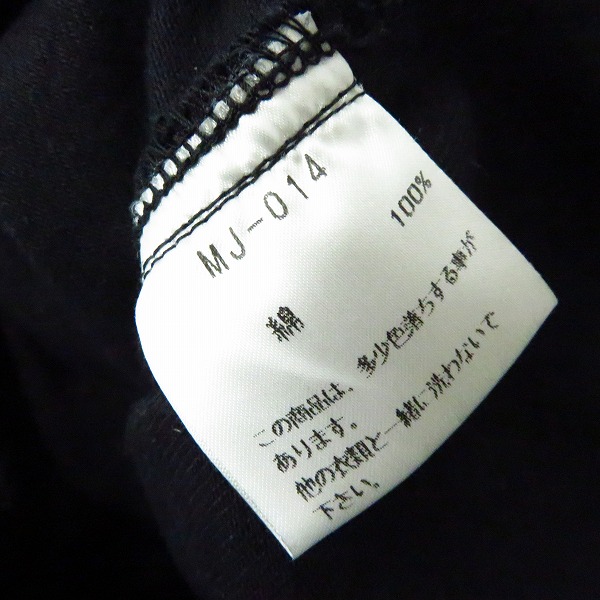 MJ-014
綿 100%
この商品は、多少色落ちする事が
あります。
他の衣類と一緒に洗わないで
下さい。